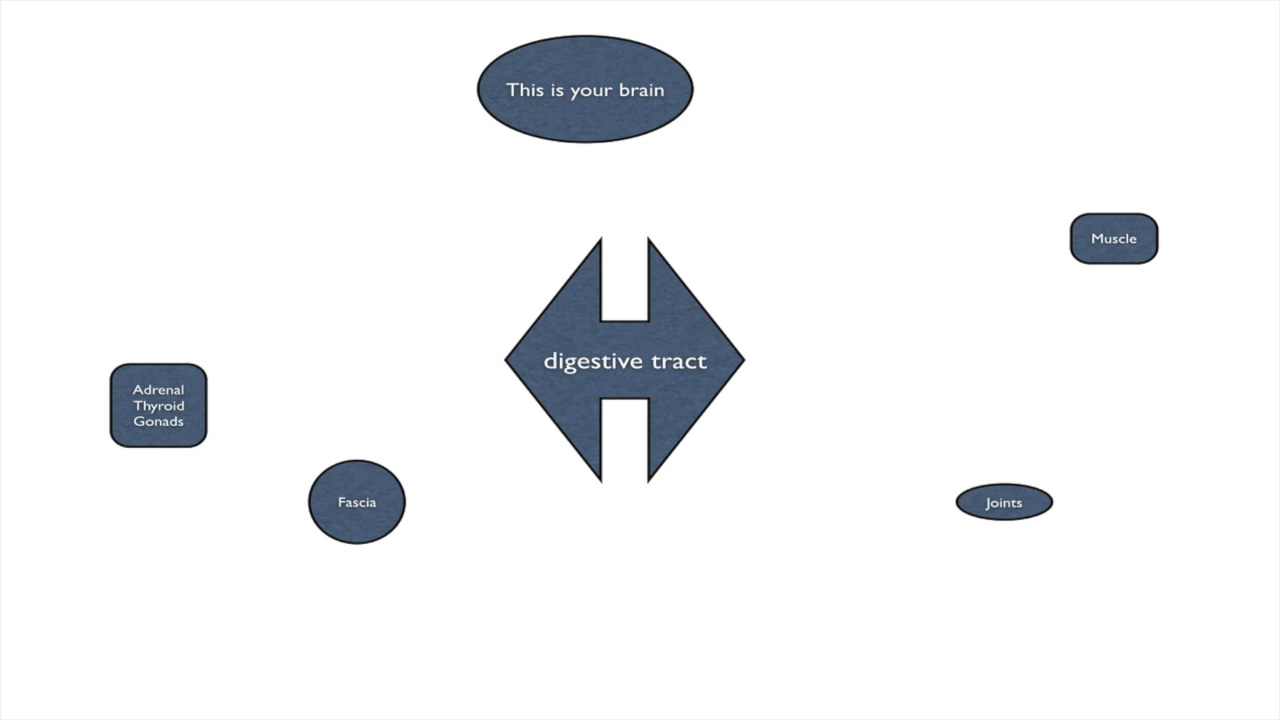 This is your brain
Muscle
digestive tract
Adrenal
Thyroid
Gonads
Fascia
Joints